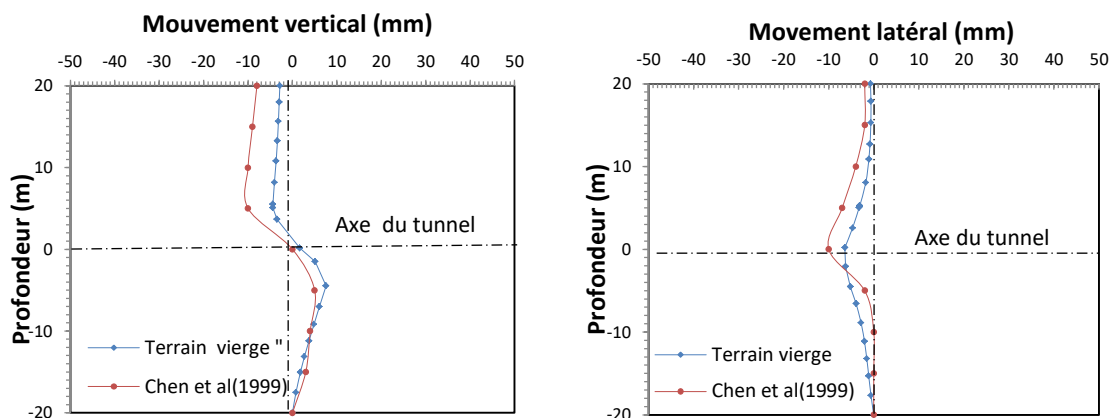 Mouvement vertical (mm)
-50 -40 -30 -20 -10 0 10 20 30 40 50
20
10
0
-10
-20
Profondeur (m)
Axe du tunnel
Terrain vierge "
Chen et al(1999)
Movement latéral (mm)
-50 -40 -30 -20 -10 0 10 20 30 40 50
20
10
0
-10
-20
Profondeur (m)
Axe du tunnel
Terrain vierge
Chen et al(1999)